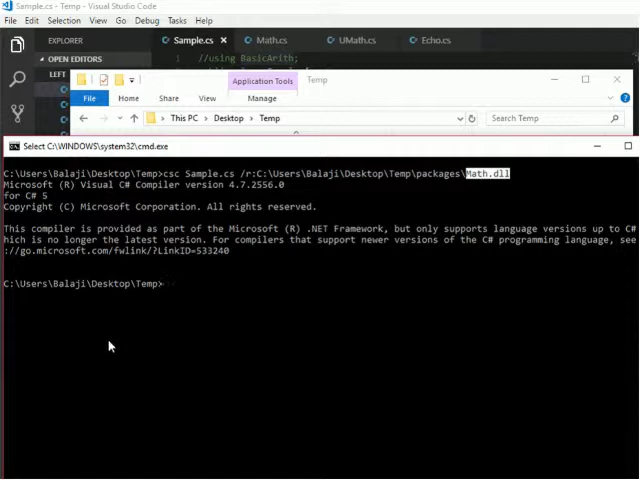 Sample.cs - Temp - Visual Studio Code
File Edit Selection View Go Debug Tasks Help
EXPLORER
Sample.cs
Math.cs
UMath.cs
Echo.cs
OPEN EDITORS
//using BasicArith;
LEFT
Application Tools
Temp
File Home Share View Manage
This PC Desktop Temp
Search Temp
Select C:\WINDOWS\system32\cmd.exe
C:\Users\Balaji\Desktop\Temp>csc Sample.cs /r:C:\Users\Balaji\Desktop\Temp\packages\Math.dll
Microsoft (R) Visual C# Compiler version 4.7.2556.0
for C# 5
Copyright (C) Microsoft Corporation. All rights reserved.
This compiler is provided as part of the Microsoft (R) .NET Framework, but only supports language versions up to C#
hich is no longer the latest version. For compilers that support newer versions of the C# programming language, see
://go.microsoft.com/fwlink/?LinkID=533240
C:\Users\Balaji\Desktop\Temp>